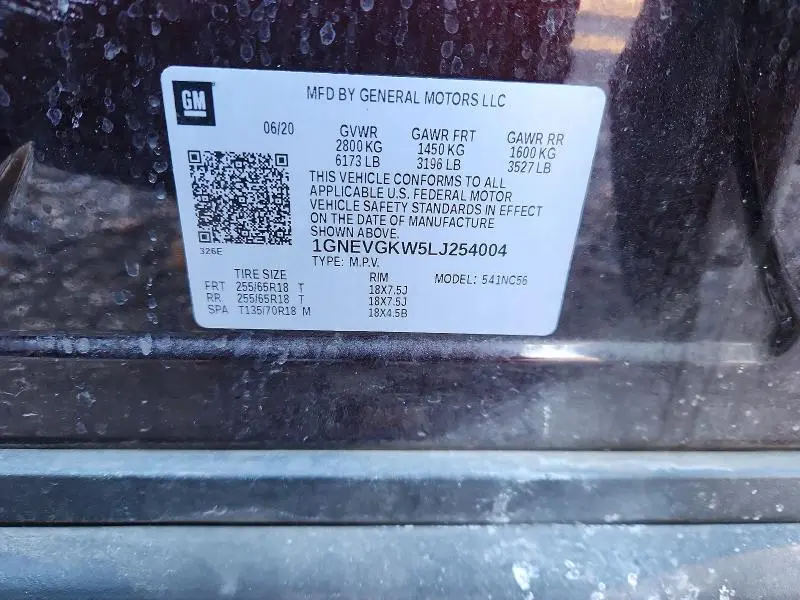 GM
MFD BY GENERAL MOTORS LLC
06/20 GVWR GAWR FRT GAWR RR
2800 KG 1450 KG 1600 KG
6173 LB 3196 LB 3527 LB
THIS VEHICLE CONFORMS TO ALL
APPLICABLE U.S. FEDERAL MOTOR
VEHICLE SAFETY STANDARDS IN EFFECT
ON THE DATE OF MANUFACTURE
SHOWN ABOVE.
326E
1GNEVGKW5LJ254004
TYPE: M.P.V.
TIRE SIZE RIM MODEL: 541NC56
FRT 255/65R18 T 18X7.5J
RR 255/65R18 T 18X7.5J
SPA T135/70R18 M 18X4.5B